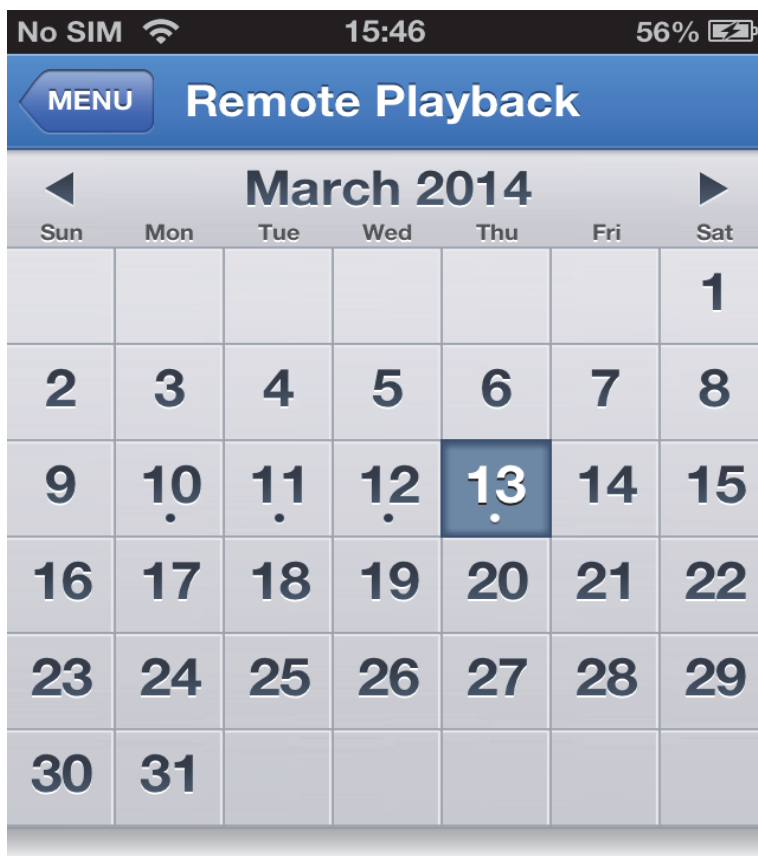 No SIM 15:46 56%
MENU Remote Playback
March 2014
Sun Mon Tue Wed Thu Fri Sat
1
2 3 4 5 6 7 8
9 10 11 12 13 14 15
16 17 18 19 20 21 22
23 24 25 26 27 28 29
30 31